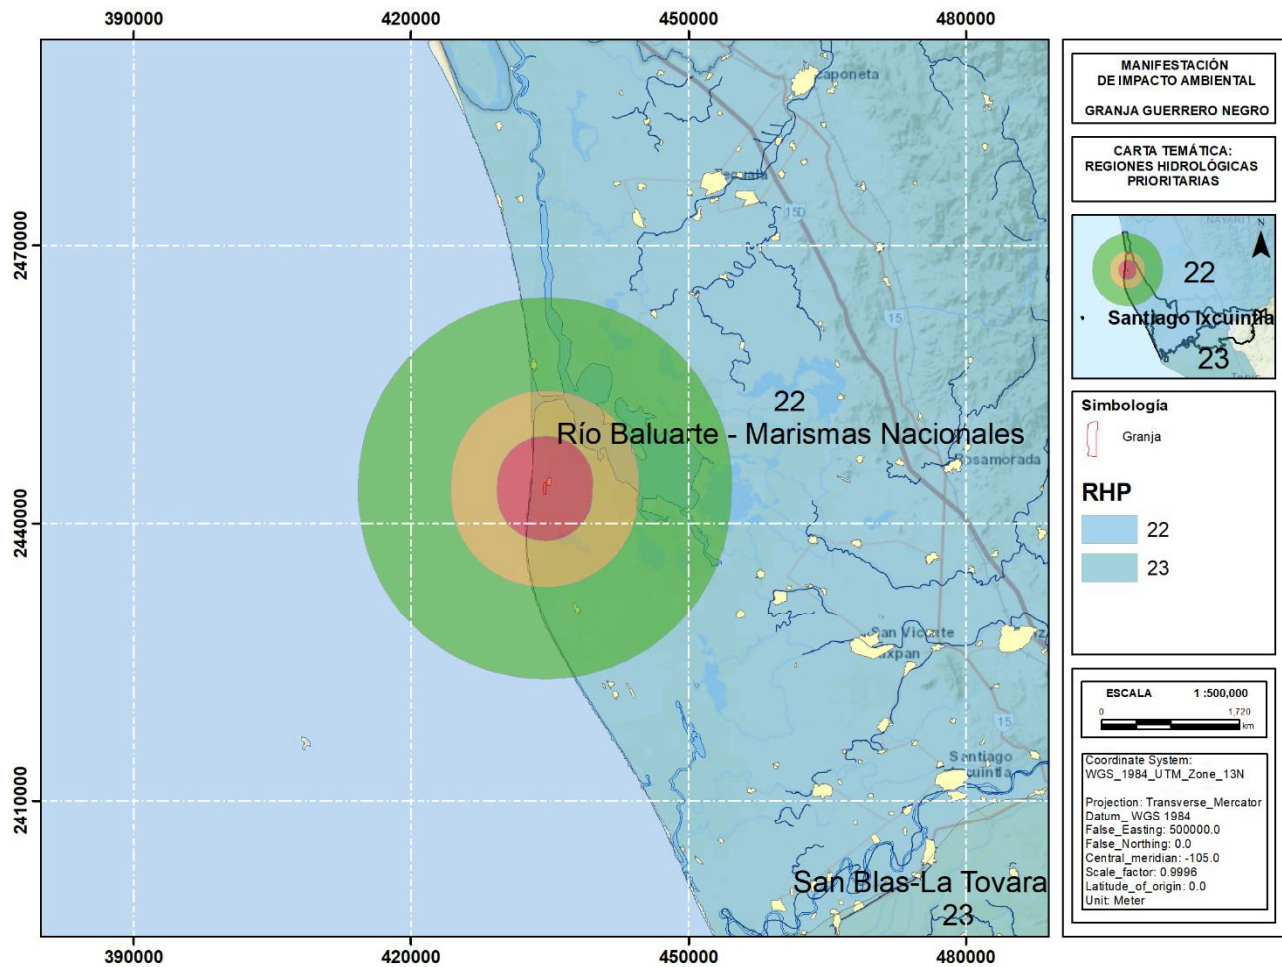 390000
420000
450000
480000
2470000
2440000
2410000
390000
420000
450000
480000
15D
15
22
Río Baluarte - Marismas Nacionales
San Vicente
15
Santiago
San Blas-La Tovara
23
MANIFESTACIÓN
DE IMPACTO AMBIENTAL
GRANJA GUERRERO NEGRO
CARTA TEMÁTICA:
REGIONES HIDROLÓGICAS
PRIORITARIAS
NAYARIT
N
22
Santiago Ixcuintla
23
Simbología
Granja
RHP
22
23
ESCALA 1 :500,000
0 1,720
km
Coordinate System:
WGS_1984_UTM_Zone_13N
Projection: Transverse_Mercator
Datum_ WGS 1984
False_Easting: 500000.0
False_Northing: 0.0
Central_meridian: -105.0
Scale_factor: 0.9996
Latitude_of_origin: 0.0
Unit: Meter